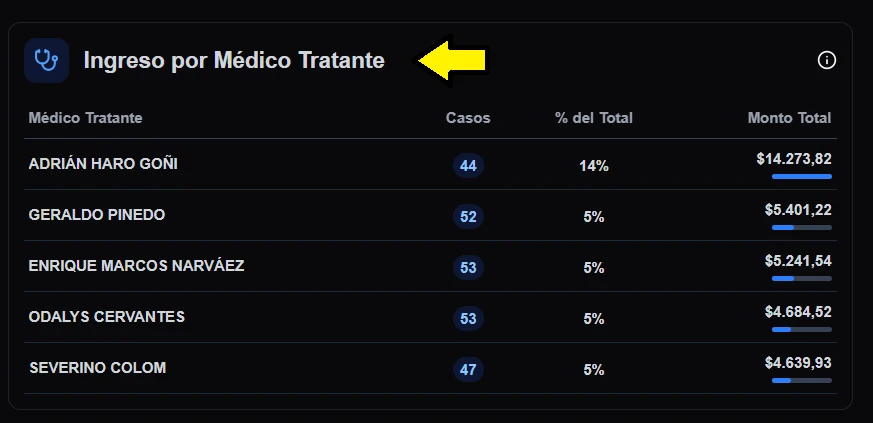 Ingreso por Médico Tratante
Médico Tratante Casos % del Total Monto Total
ADRIÁN HARO GOÑI 44 14% $14.273,82
GERALDO PINEDO 52 5% $5.401,22
ENRIQUE MARCOS NARVÁEZ 53 5% $5.241,54
ODALYS CERVANTES 53 5% $4.684,52
SEVERINO COLOM 47 5% $4.639,93